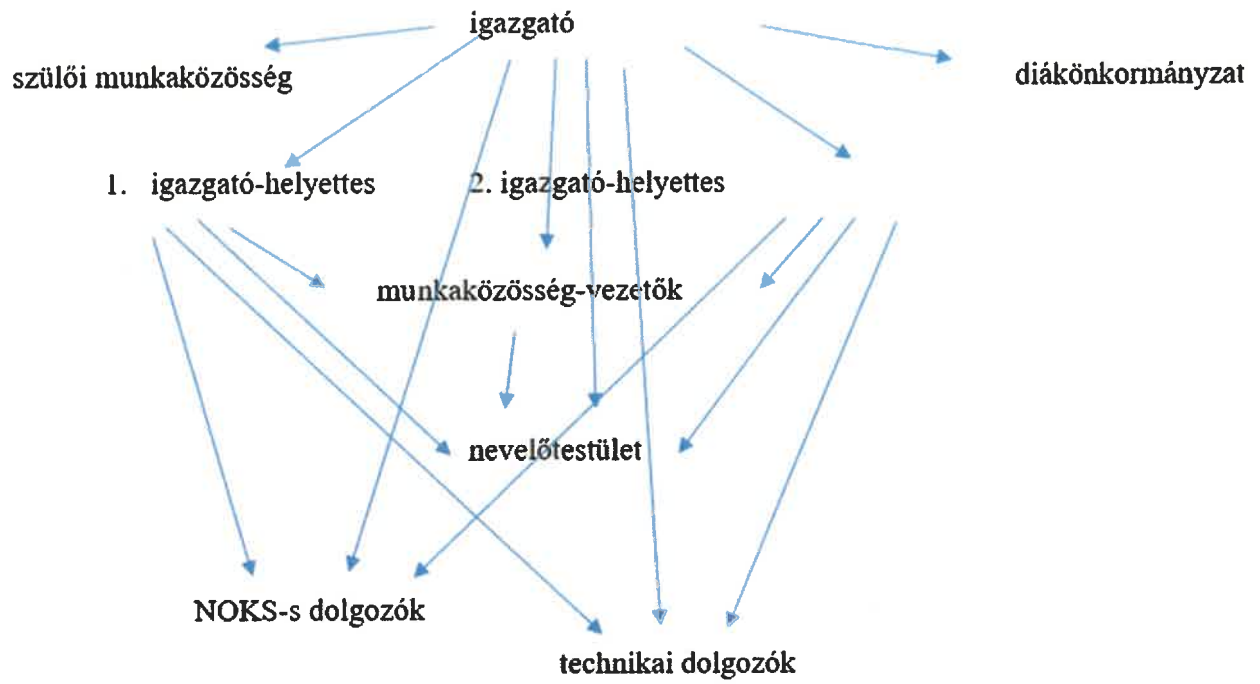 igazgató
szülői munkaközösség
diákönkormányzat
1. igazgató-helyettes
2. igazgató-helyettes
munkaközösség-vezetők
nevelőtestület
NOKS-s dolgozók
technikai dolgozók